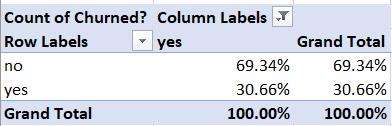 Count of Churned? Column Labels
Row Labels yes Grand Total
no 69.34% 69.34%
yes 30.66% 30.66%
Grand Total 100.00% 100.00%